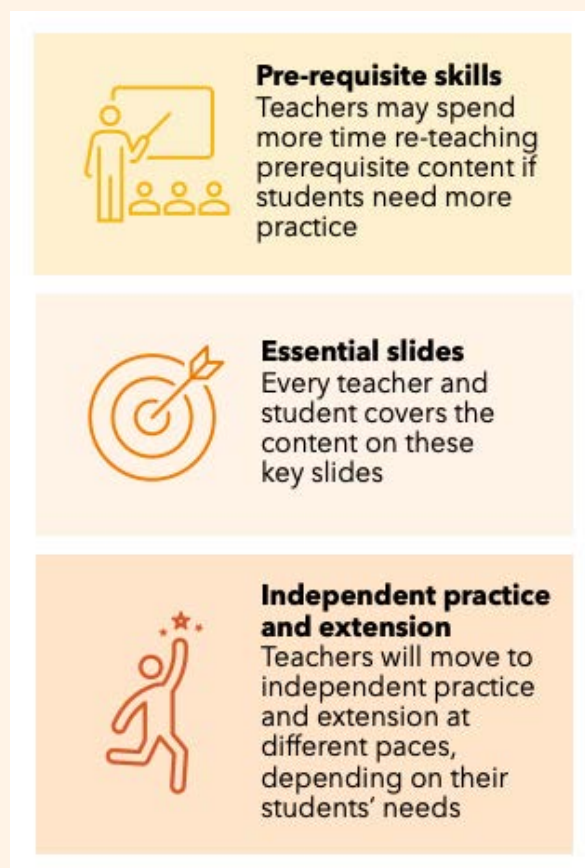 Pre-requisite skills
Teachers may spend
more time re-teaching
prerequisite content if
students need more
practice
Essential slides
Every teacher and
student covers the
content on these
key slides
Independent practice
and extension
Teachers will move to
independent practice
and extension at
different paces,
depending on their
students’ needs